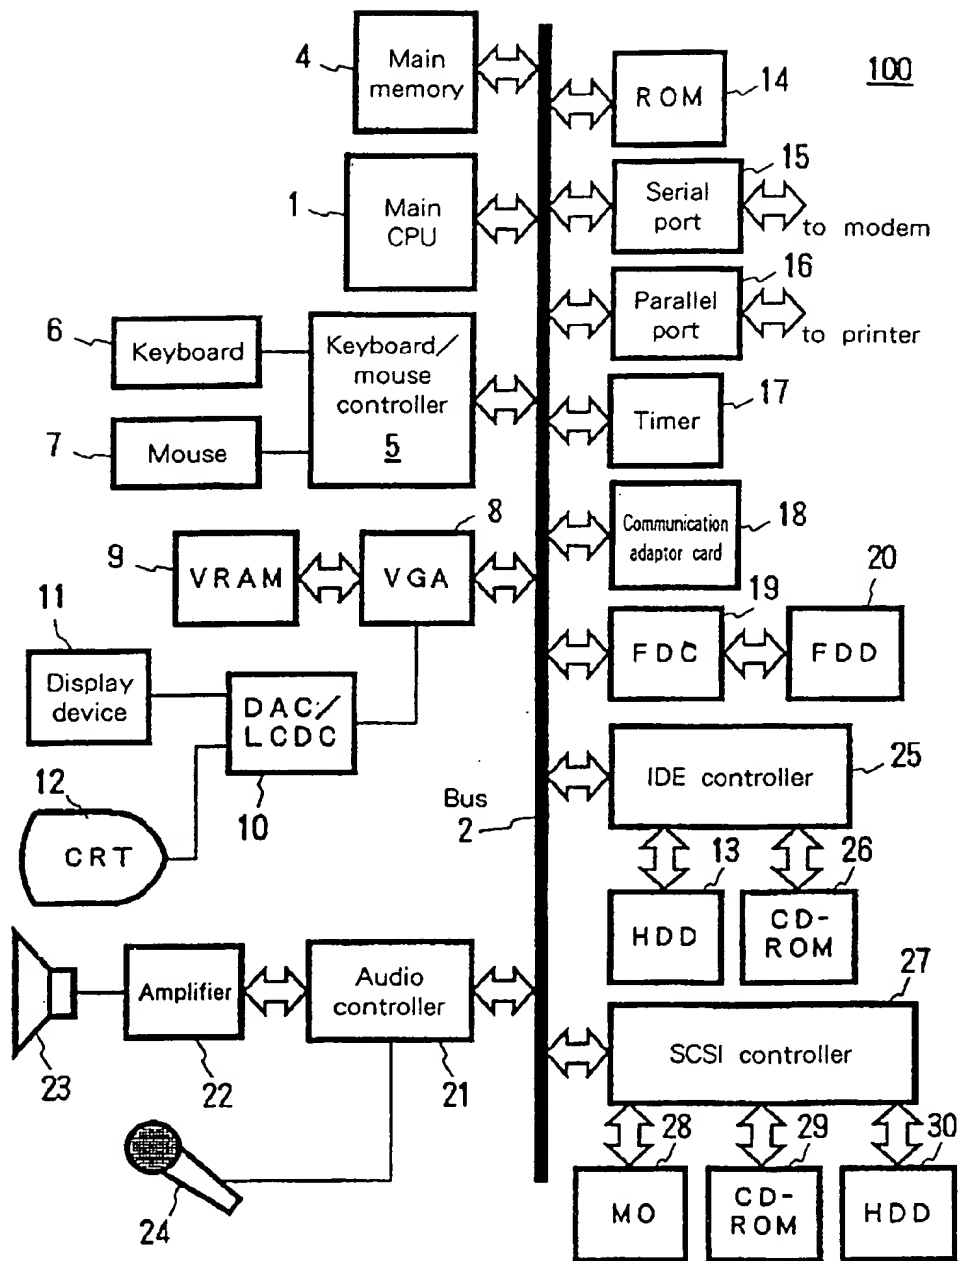 4
Main
memory
100
ROM
14
1
Main
CPU
15
Serial
port
to modem
16
Parallel
port
to printer
6
Keyboard
Keyboard/
mouse
controller
5
7
Mouse
17
Timer
8
9
VRAM
VGA
18
Communication
adaptor card
19
20
FDC
FDD
11
Display
device
DAC/
LCDC
10
12
CRT
Bus
2
25
IDE controller
13
26
HDD
CD-
ROM
23
Amplifier
22
Audio
controller
21
24
27
SCSI controller
28
29
30
MO
CD-
ROM
HDD